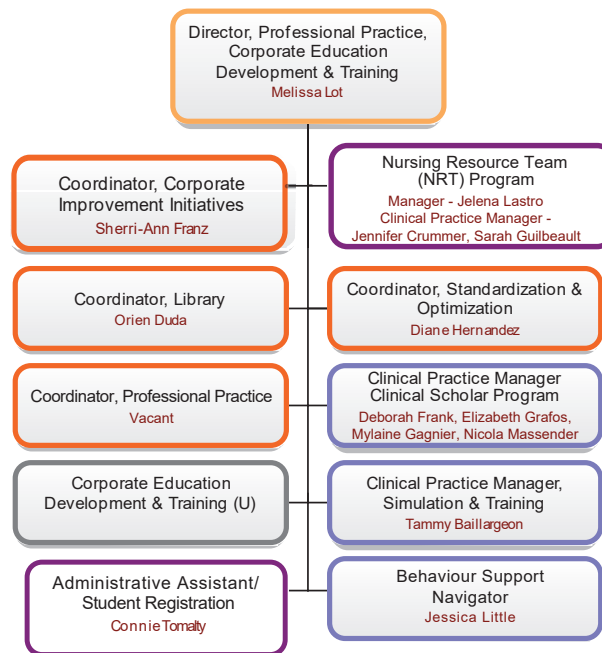 Director, Professional Practice,
Corporate Education
Development & Training
Melissa Lot
Coordinator, Corporate
Improvement Initiatives
Sherri-Ann Franz
Nursing Resource Team
(NRT) Program
Manager - Jelena Lastro
Clinical Practice Manager -
Jennifer Crummer, Sarah Guilbeault
Coordinator, Library
Orien Duda
Coordinator, Standardization &
Optimization
Diane Hernandez
Coordinator, Professional Practice
Vacant
Clinical Practice Manager
Clinical Scholar Program
Deborah Frank, Elizabeth Grafos,
Mylaine Gagnier, Nicola Massender
Corporate Education
Development & Training (U)
Clinical Practice Manager,
Simulation & Training
Tammy Baillargeon
Administrative Assistant/
Student Registration
Connie Tomalty
Behaviour Support
Navigator
Jessica Little